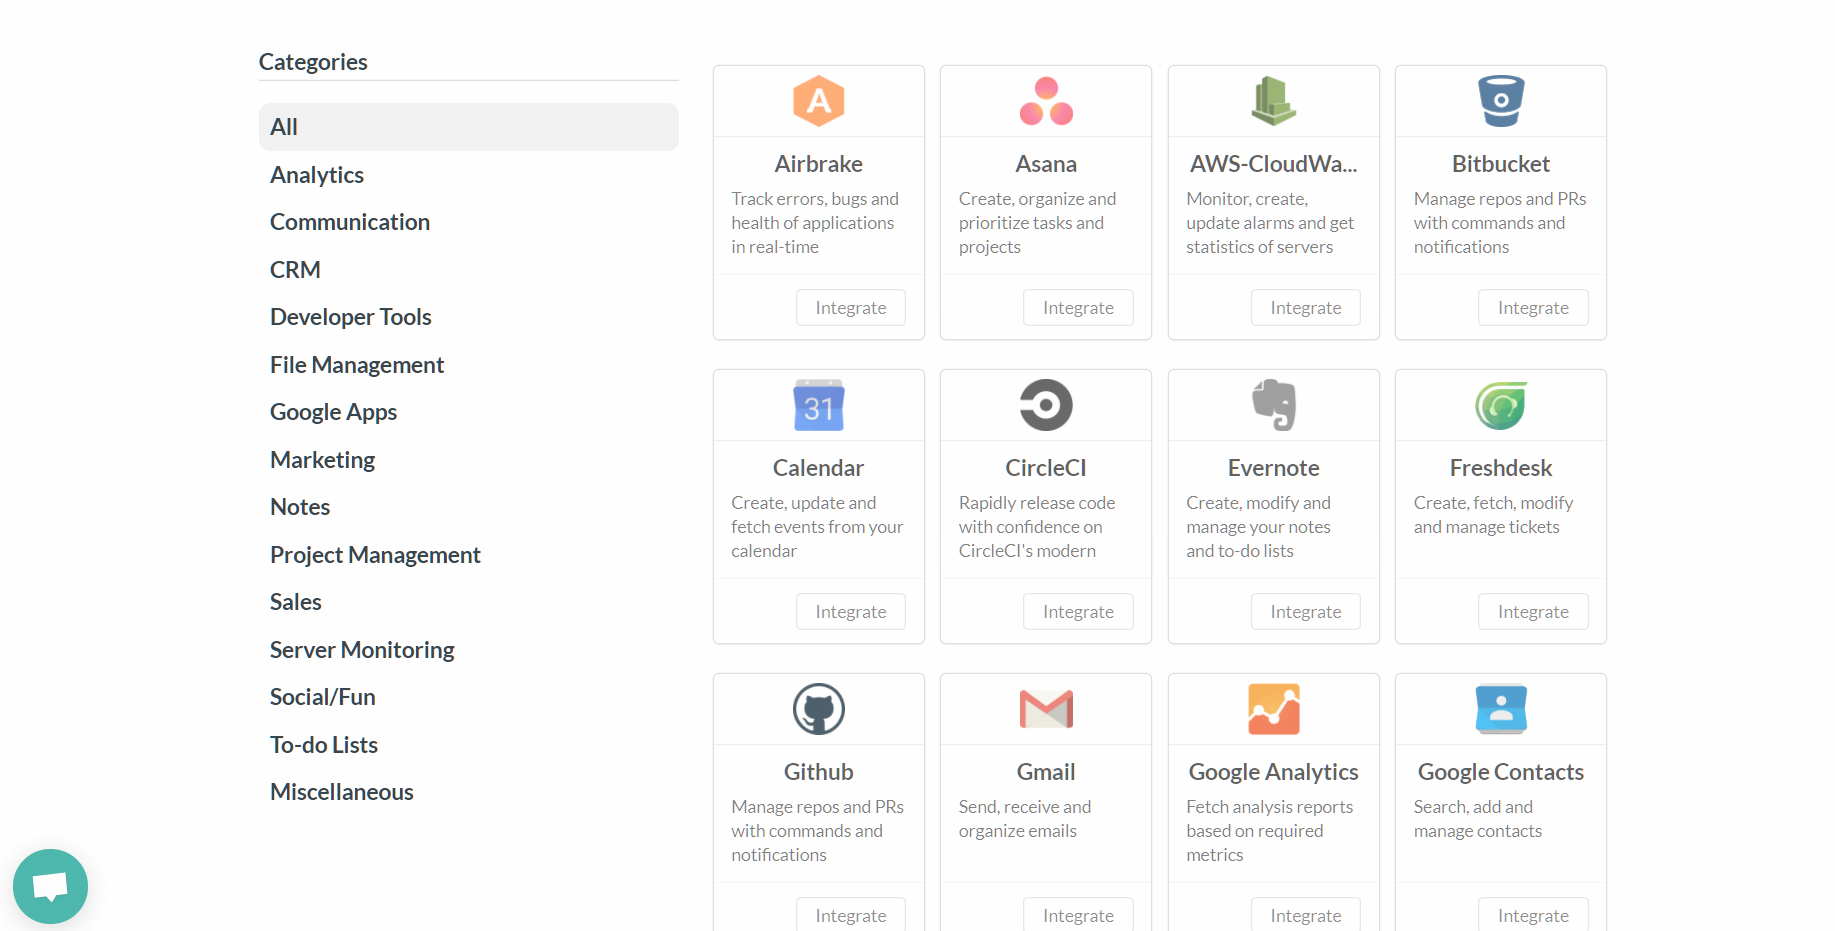 Categories
All
Analytics
Communication
CRM
Developer Tools
File Management
Google Apps
Marketing
Notes
Project Management
Sales
Server Monitoring
Social/Fun
To-do Lists
Miscellaneous
A
Airbrake
Track errors, bugs and
health of applications
in real-time
Integrate
Asana
Create, organize and
prioritize tasks and
projects
Integrate
AWS-CloudWa...
Monitor, create,
update alarms and get
statistics of servers
Integrate
Bitbucket
Manage repos and PRs
with commands and
notifications
Integrate
31
Calendar
Create, update and
fetch events from your
calendar
Integrate
CircleCI
Rapidly release code
with confidence on
CircleCI's modern
Integrate
Evernote
Create, modify and
manage your notes
and to-do lists
Integrate
Freshdesk
Create, fetch, modify
and manage tickets
Integrate
Github
Manage repos and PRs
with commands and
notifications
Integrate
Gmail
Send, receive and
organize emails
Integrate
Google Analytics
Fetch analysis reports
based on required
metrics
Integrate
Google Contacts
Search, add and
manage contacts
Integrate